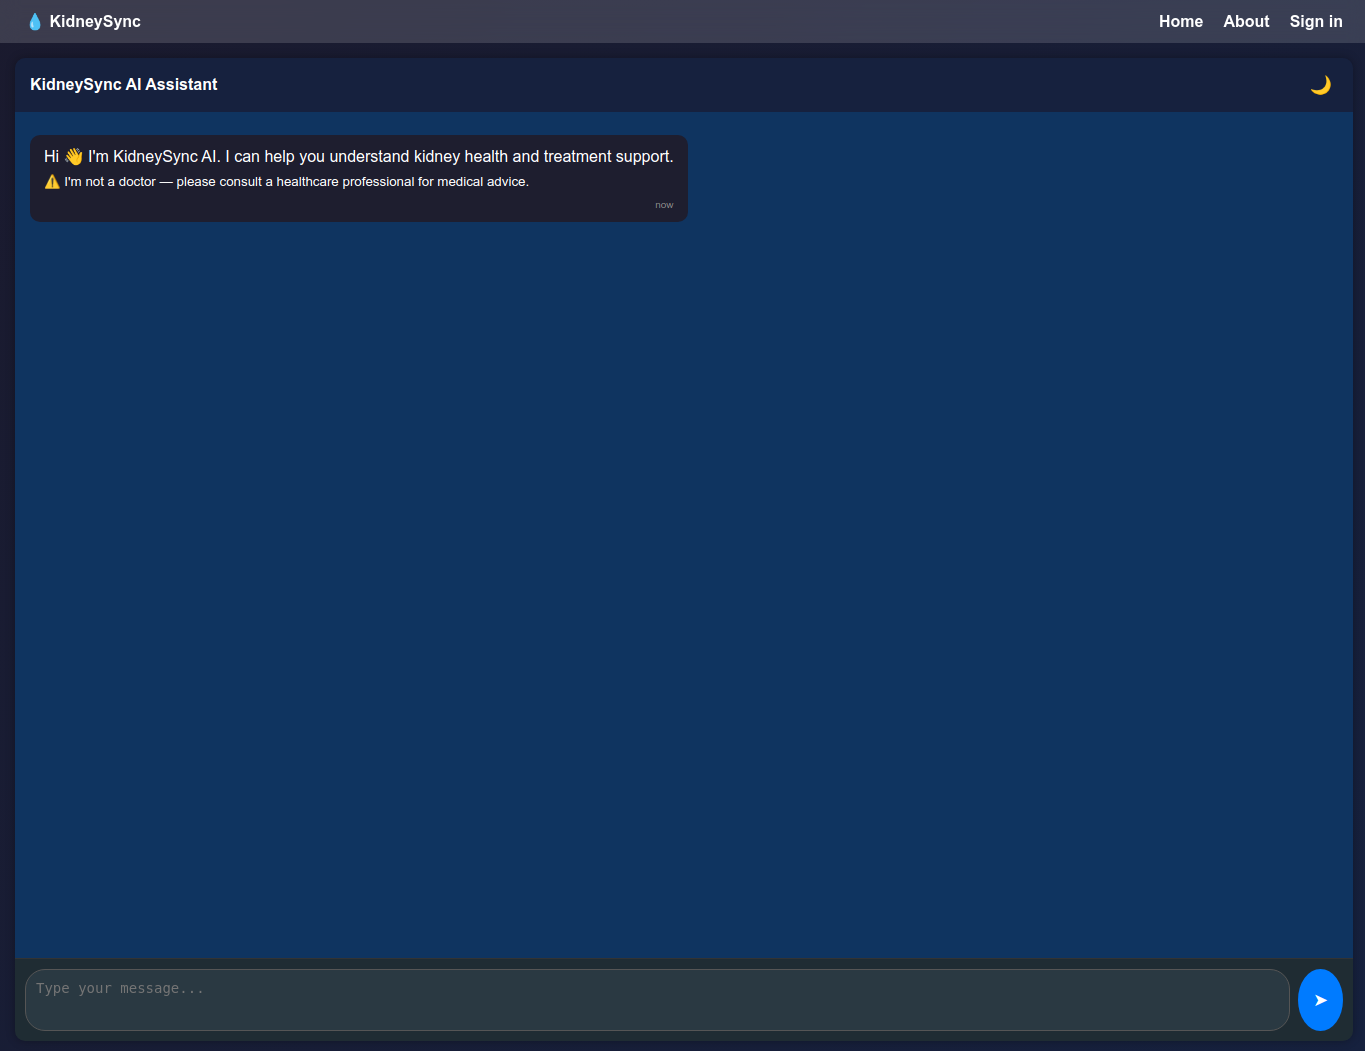 💧 KidneySync
Home About Sign in
KidneySync AI Assistant
🌙
Hi 👋 I'm KidneySync AI. I can help you understand kidney health and treatment support.
⚠️ I'm not a doctor — please consult a healthcare professional for medical advice.
now
Type your message...
➤